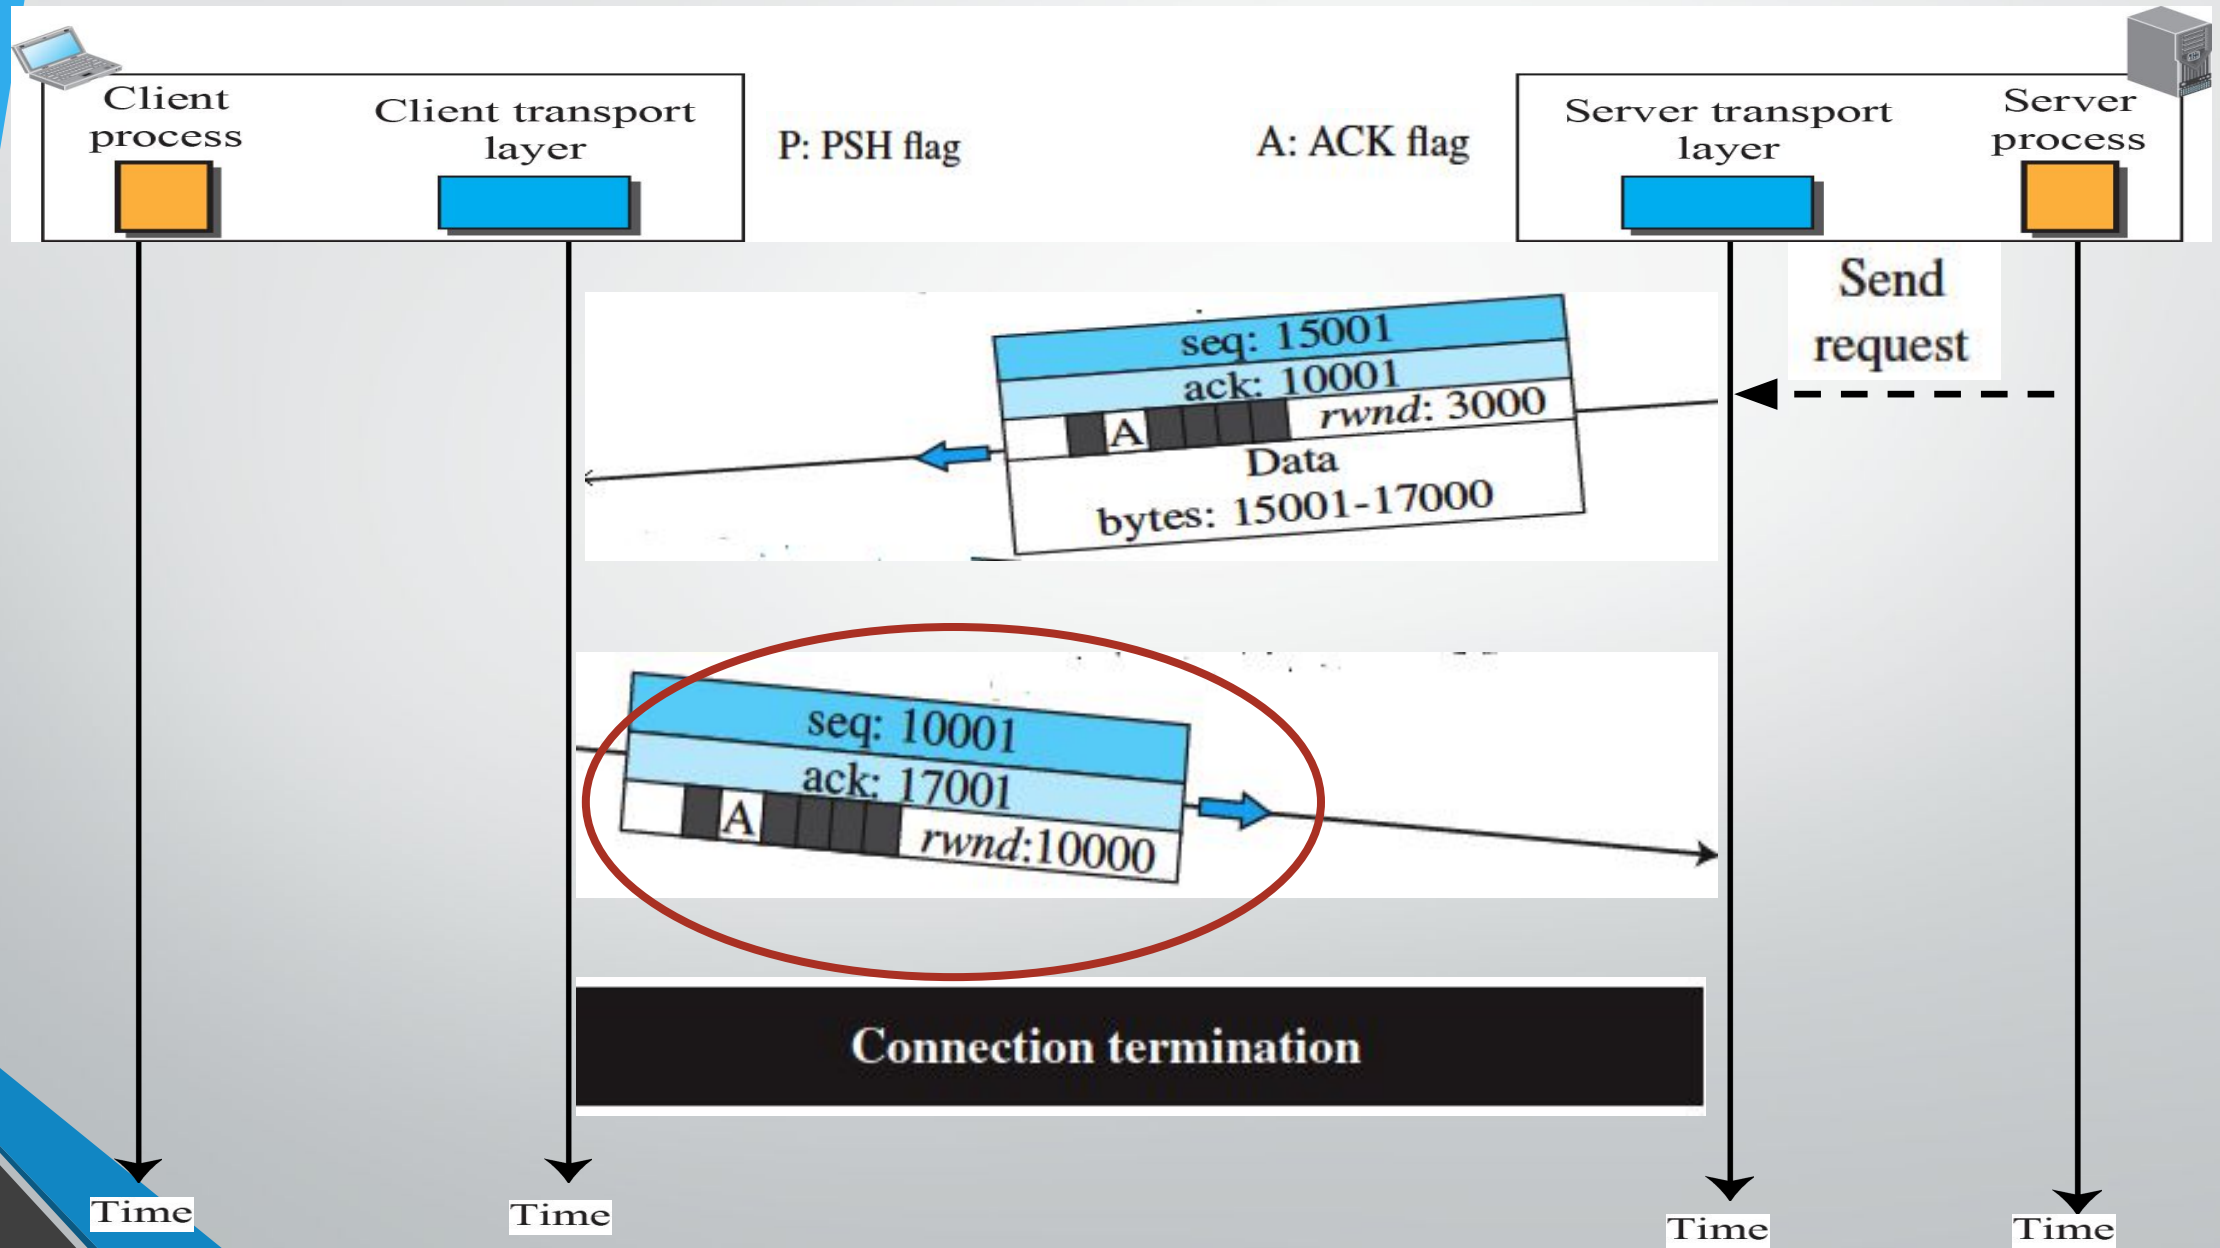 Client
process
Client transport
layer
P: PSH flag
A: ACK flag
Server transport
layer
Server
process
Send
request
seq: 15001
ack: 10001
A
rwnd: 3000
Data
bytes: 15001-17000
seq: 10001
ack: 17001
A
rwnd:10000
Connection termination
Time
Time
Time
Time